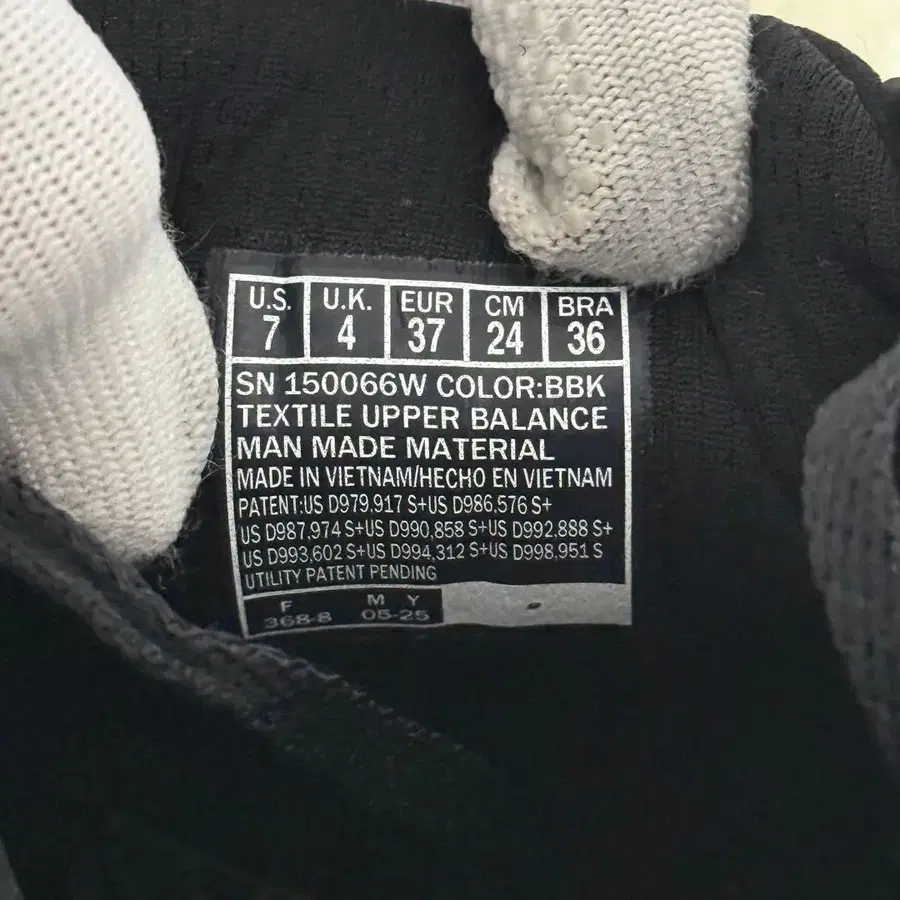 U.S. U.K. EUR CM BRA
7 4 37 24 36
SN 150066W COLOR:BBK
TEXTILE UPPER BALANCE
MAN MADE MATERIAL
MADE IN VIETNAM/HECHO EN VIETNAM
PATENT:US D979,917 S+US D986,576 S+
US D987,974 S+US D990,858 S+US D992,888 S+
US D993,602 S+US D994,312 S+US D998,951 S
UTILITY PATENT PENDING
F M Y
368-8 05-25